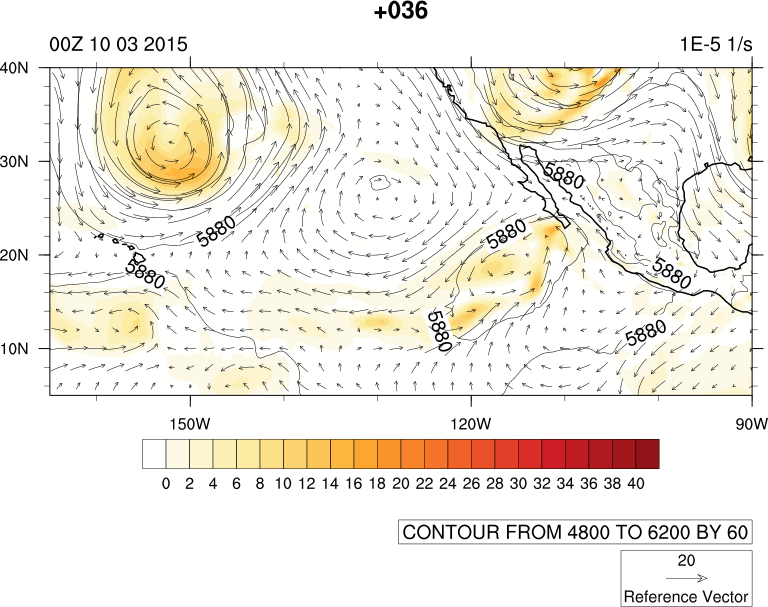 +036
00Z 10 03 2015 1E-5 1/s
40N
30N
20N
10N
5880
5880
5880
5880
5880
5880
5880
150W 120W 90W
0 2 4 6 8 10 12 14 16 18 20 22 24 26 28 30 32 34 36 38 40
CONTOUR FROM 4800 TO 6200 BY 60
20
Reference Vector